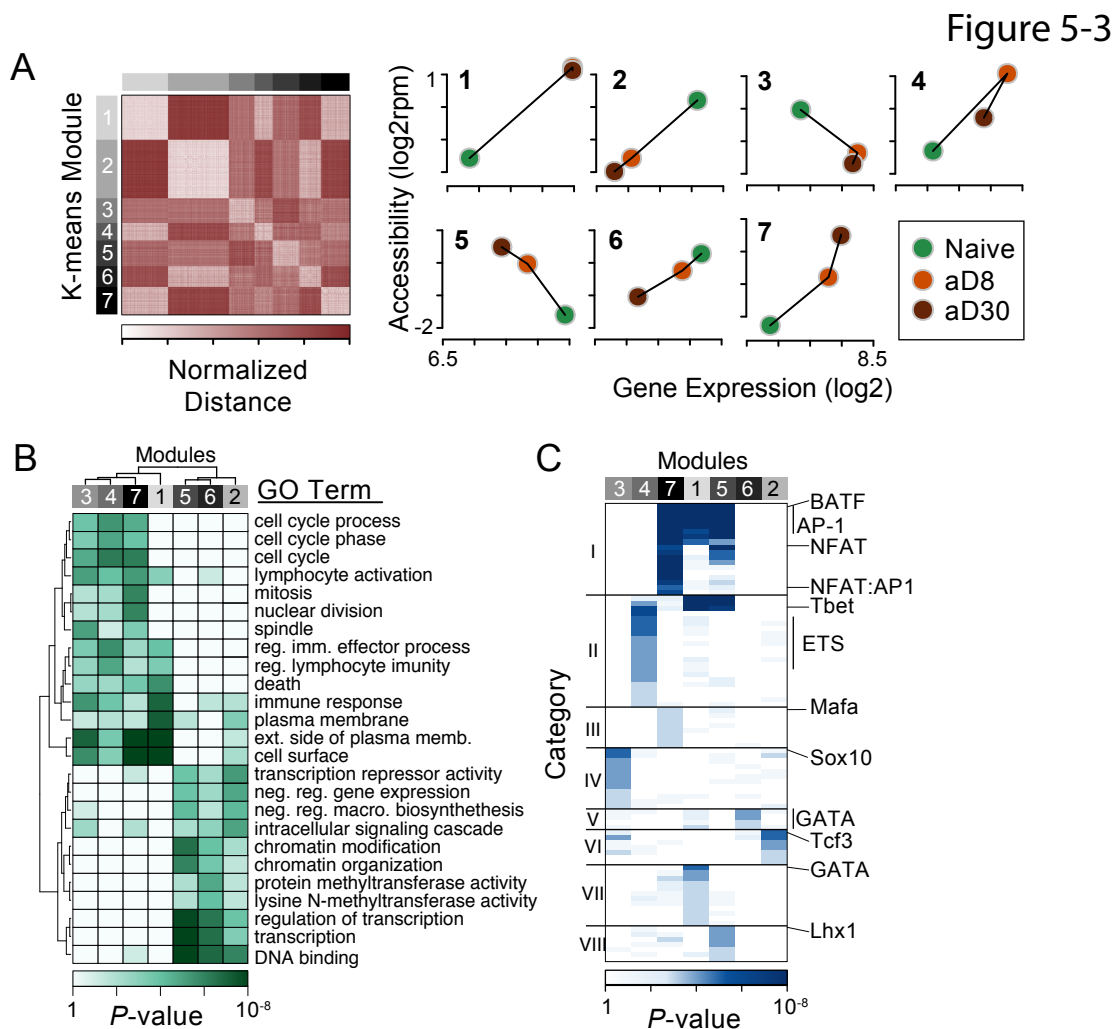 Figure 5-3
A
K-means Module
1
2
3
4
5
6
7
Normalized
Distance
Accessibility (log2rpm)
1
-2
1
2
3
4
5
6
7
6.5
8.5
Gene Expression (log2)
Naive
aD8
aD30
B
Modules
3 4 7 1 5 6 2
GO Term
cell cycle process
cell cycle phase
cell cycle
lymphocyte activation
mitosis
nuclear division
spindle
reg. imm. effector process
reg. lymphocyte imunity
death
immune response
plasma membrane
ext. side of plasma memb.
cell surface
transcription repressor activity
neg. reg. gene expression
neg. reg. macro. biosynthethesis
intracellular signaling cascade
chromatin modification
chromatin organization
protein methyltransferase activity
lysine N-methyltransferase activity
regulation of transcription
transcription
DNA binding
1
10⁻⁸
P-value
C
Modules
3 4 7 1 5 6 2
Category
I
II
III
IV
V
VI
VII
VIII
BATF
AP-1
NFAT
NFAT:AP1
Tbet
ETS
Mafa
Sox10
GATA
Tcf3
GATA
Lhx1
1
10⁻⁸
P-value